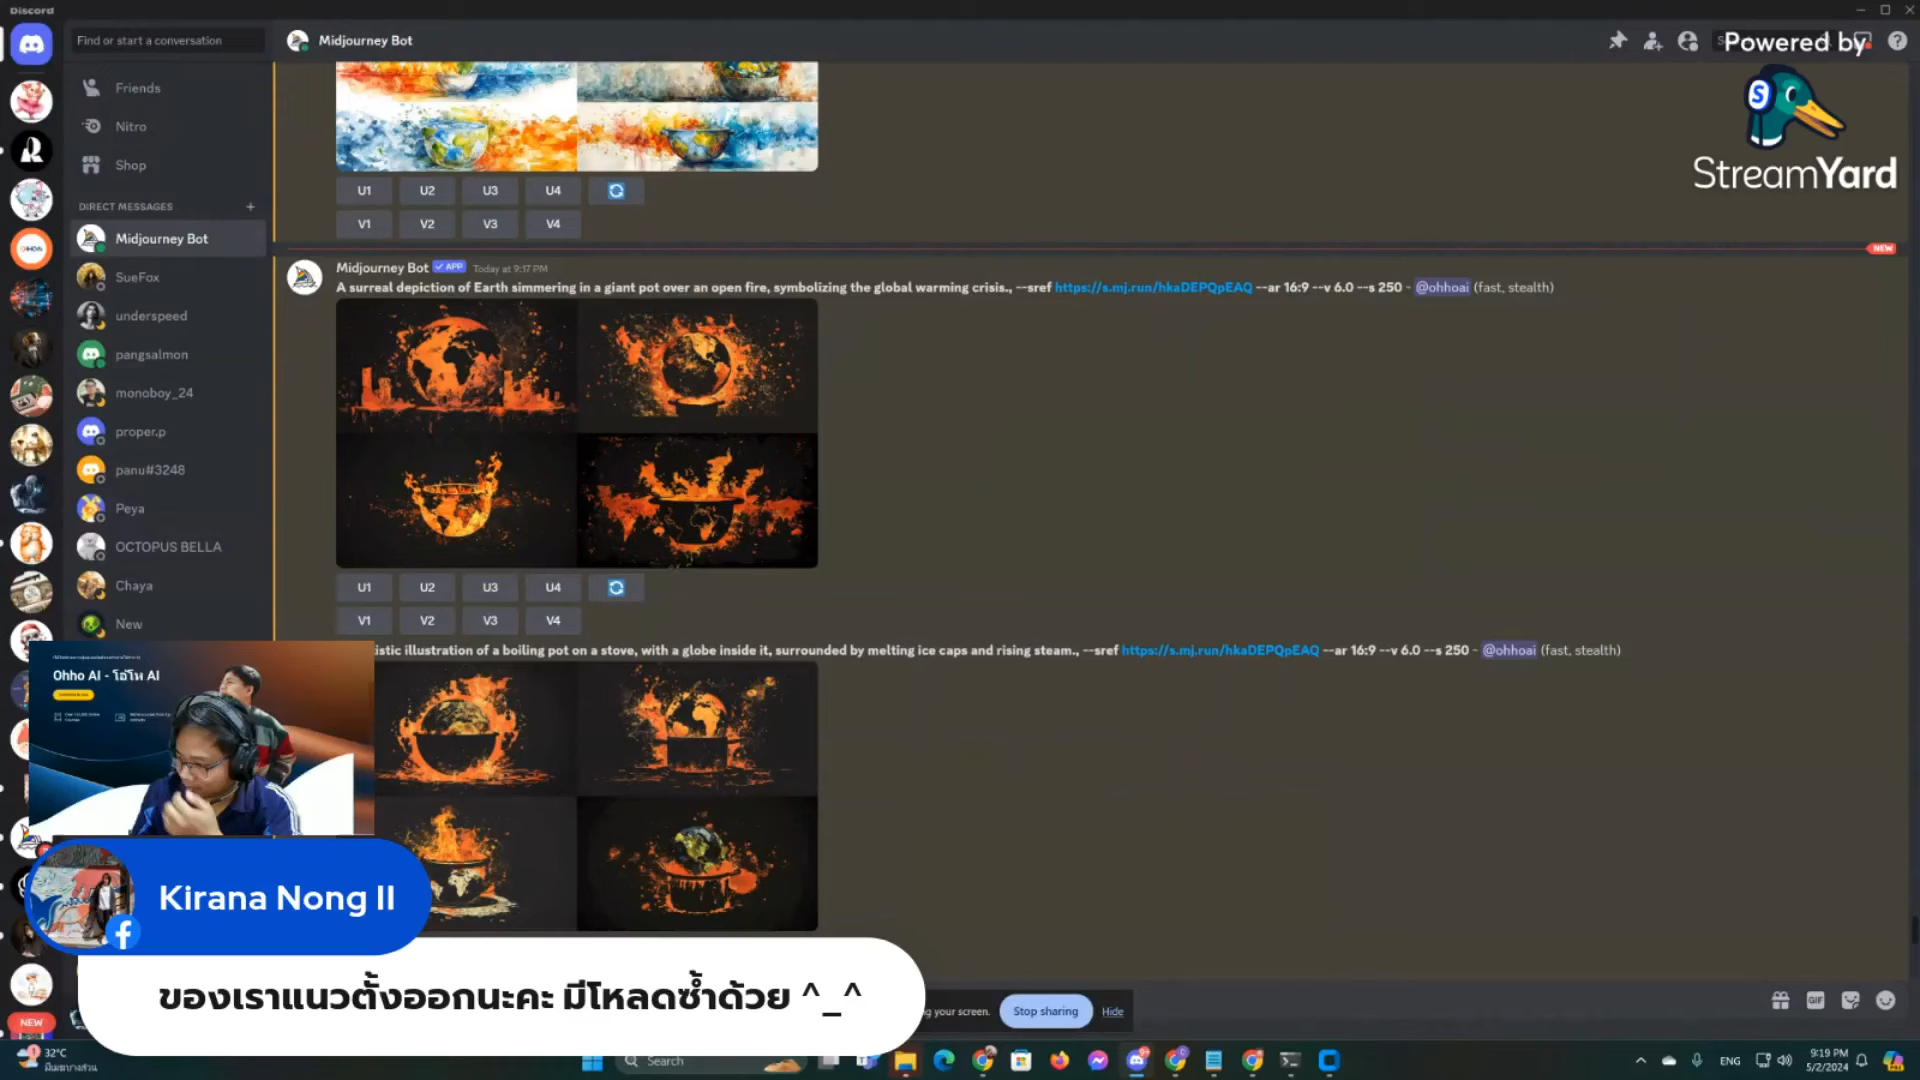 Discord
Find or start a conversation
Midjourney Bot
Powered by
StreamYard
Friends
Nitro
Shop
DIRECT MESSAGES
Midjourney Bot
SueFox
underspeed
pangsalmon
monoboy_24
proper.p
panu#3248
Peya
OCTOPUS BELLA
Chaya
New
U1 U2 U3 U4
V1 V2 V3 V4
NEW
Midjourney Bot APP Today at 9:17 PM
A surreal depiction of Earth simmering in a giant pot over an open fire, symbolizing the global warming crisis., --sref https://s.mj.run/hkaDEPQpEAQ --ar 16:9 --v 6.0 --s 250 - @ohhoai (fast, stealth)
U1 U2 U3 U4
V1 V2 V3 V4
istic illustration of a boiling pot on a stove, with a globe inside it, surrounded by melting ice caps and rising steam., --sref https://s.mj.run/hkaDEPQpEAQ --ar 16:9 --v 6.0 --s 250 - @ohhoai (fast, stealth)
Ohho AI - โอ้โห AI
Kirana Nong II
ของเราแนวตั้งออกนะคะ มีโหลดซ้ำด้วย ^_^
g your screen.
Stop sharing
Hide
GIF
NEW
32°C
Search
ENG
9:19 PM
5/2/2024